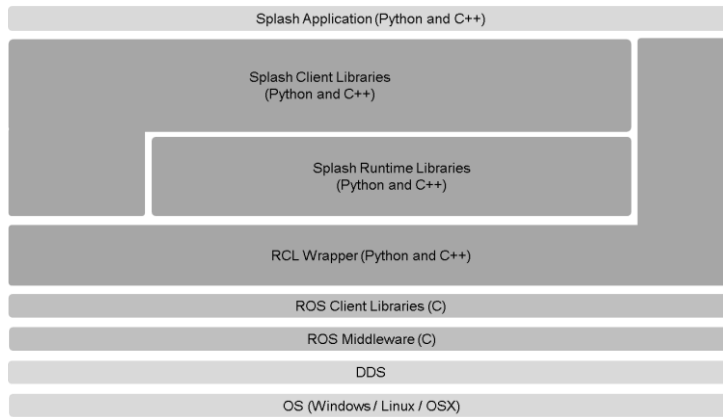 Splash Application (Python and C++)
Splash Client Libraries
(Python and C++)
Splash Runtime Libraries
(Python and C++)
RCL Wrapper (Python and C++)
ROS Client Libraries (C)
ROS Middleware (C)
DDS
OS (Windows / Linux / OSX)